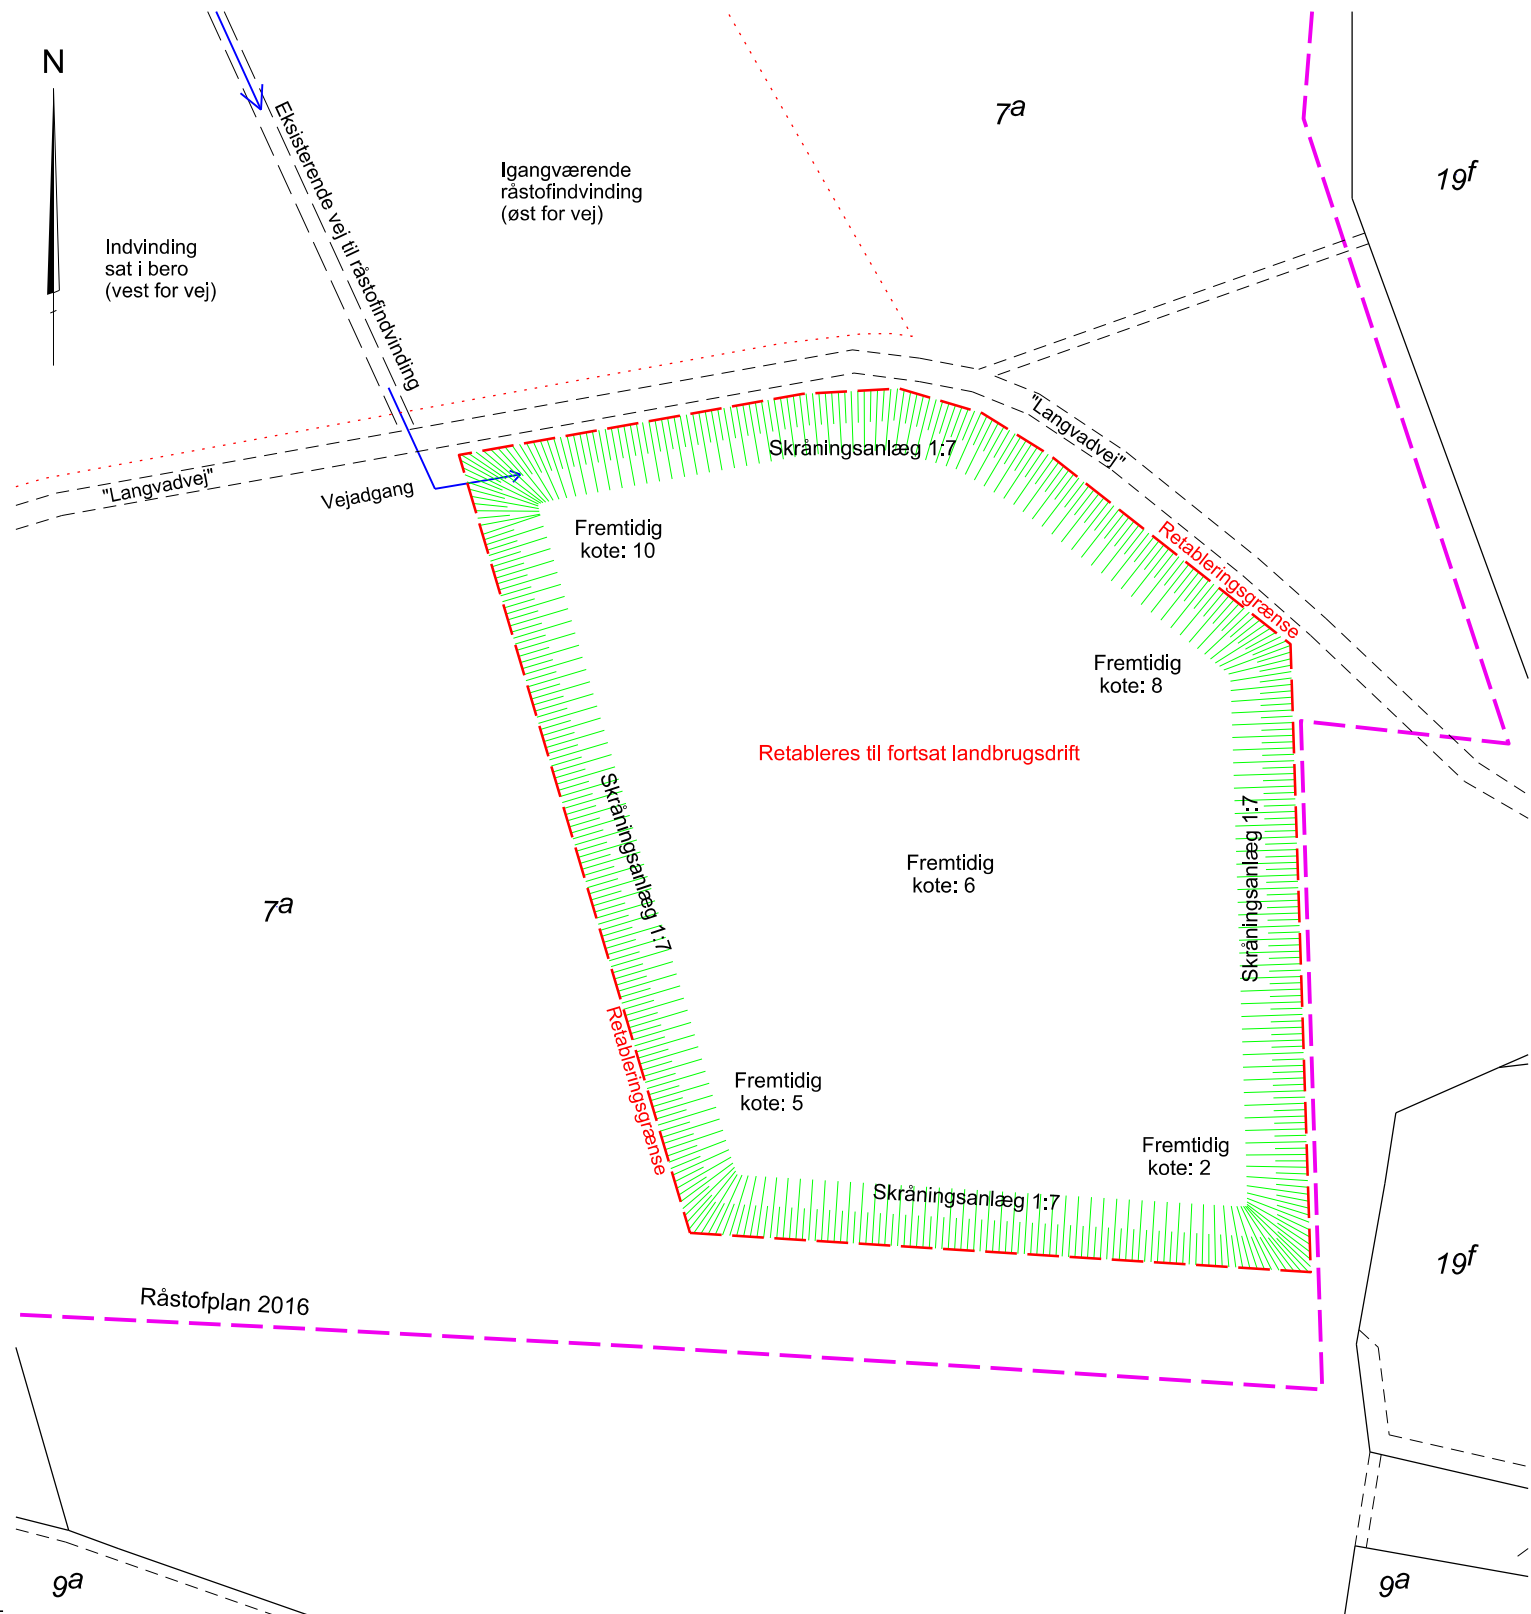 N
7a
19f
Eksisterende vej til råstofindvinding
Igangværende
råstofindvinding
(øst for vej)
Indvinding
sat i bero
(vest for vej)
"Langvadvej"
Vejadgang
Skråningsanlæg 1:7
"Langvadvej"
Retableringsgrænse
Fremtidig
kote: 10
Fremtidig
kote: 8
Retableres til fortsat landbrugsdrift
Skråningsanlæg 1:7
Skråningsanlæg 1:7
Fremtidig
kote: 6
7a
Retableringsgrænse
Fremtidig
kote: 5
Fremtidig
kote: 2
Skråningsanlæg 1:7
19f
Råstofplan 2016
9a
9a